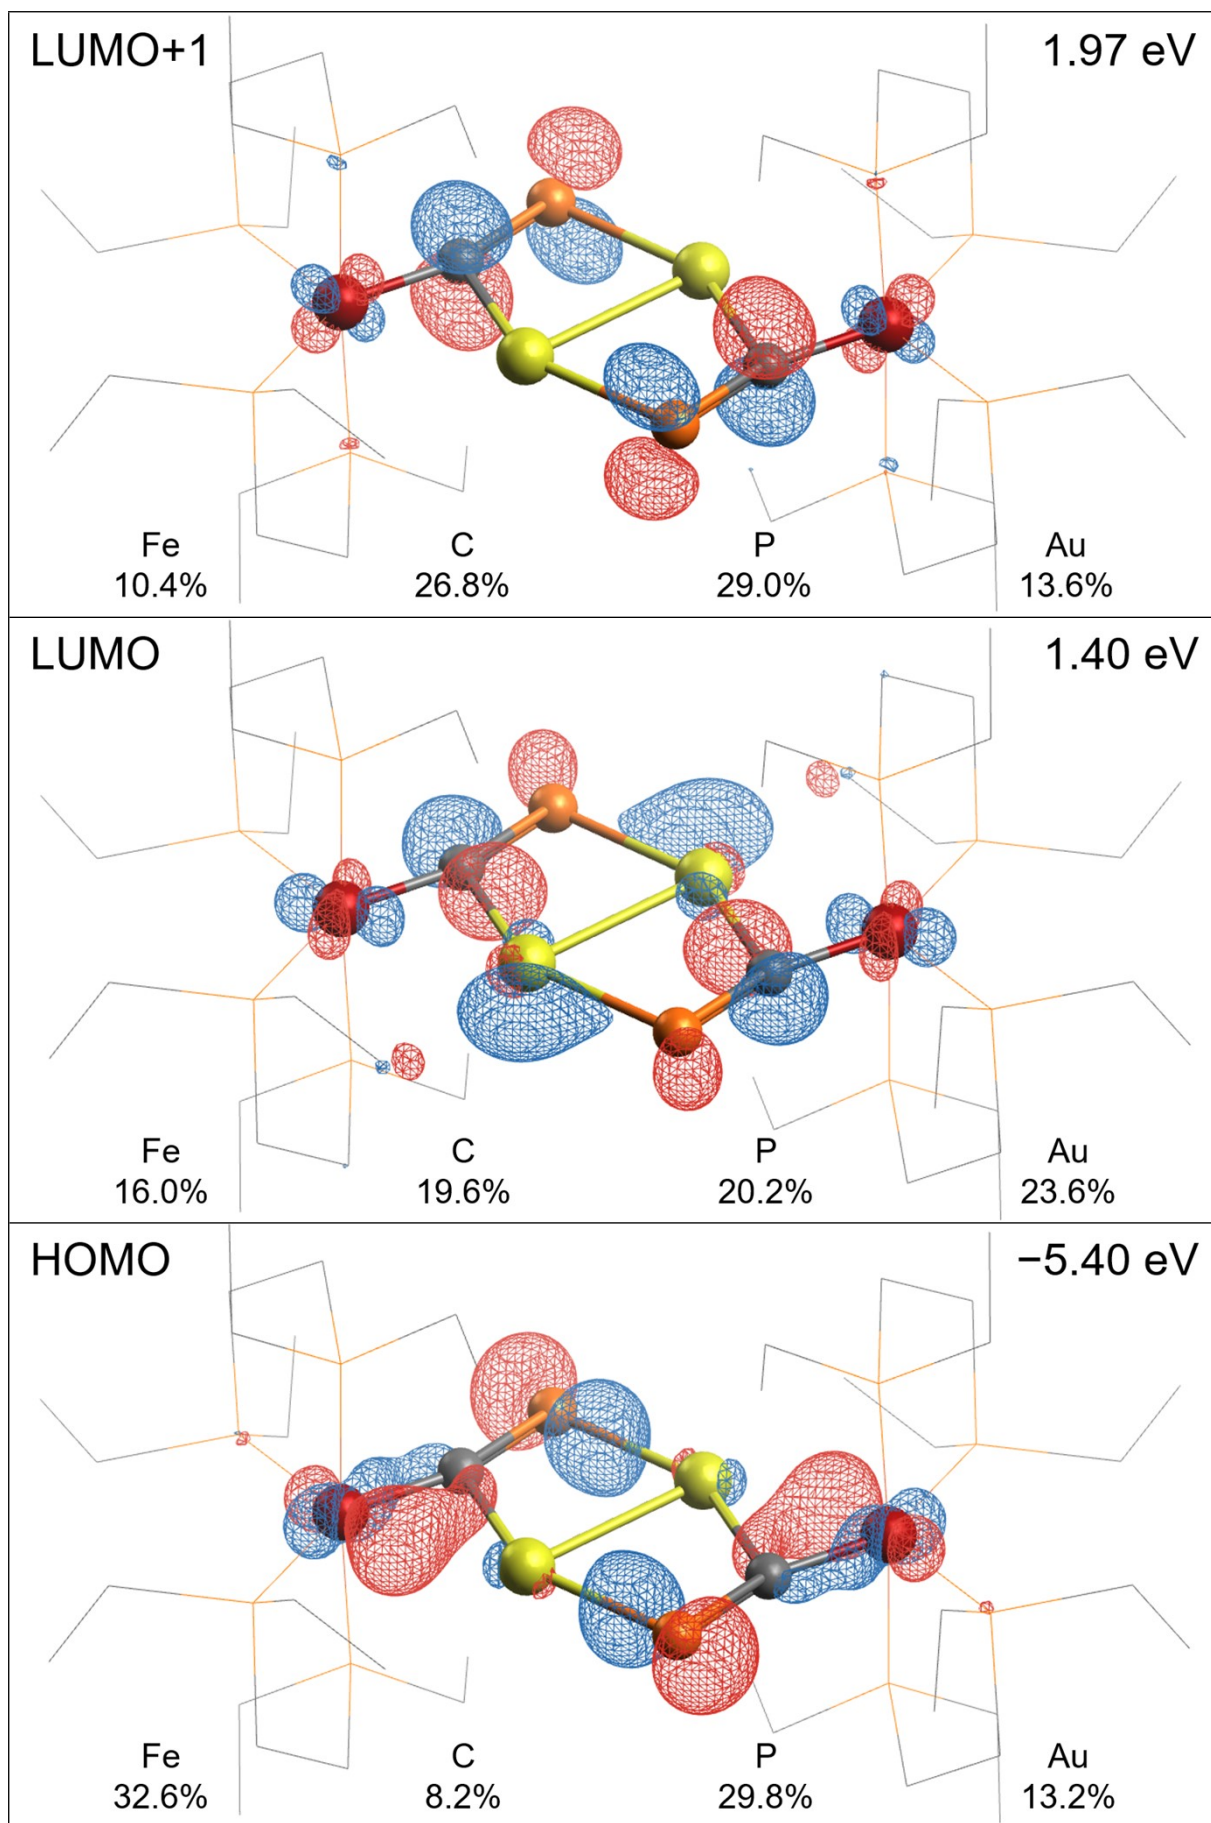 LUMO+1 1.97 eV
Fe C P Au
10.4% 26.8% 29.0% 13.6%
LUMO 1.40 eV
Fe C P Au
16.0% 19.6% 20.2% 23.6%
HOMO −5.40 eV
Fe C P Au
32.6% 8.2% 29.8% 13.2%